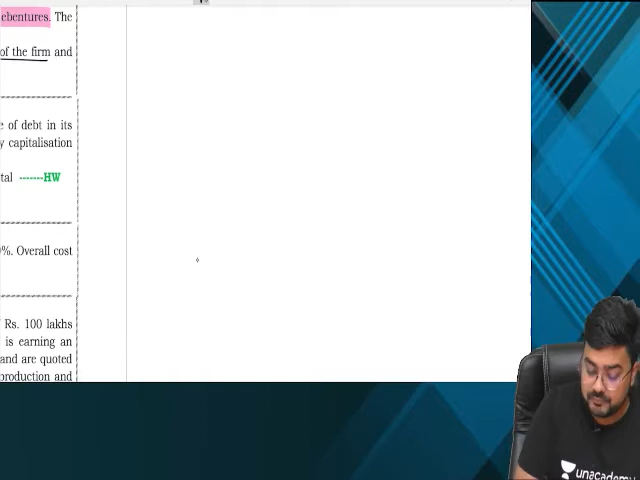 ebentures. The
of the firm and
e of debt in its
y capitalisation
tal -------HW
%. Overall cost
Rs. 100 lakhs
is earning an
and are quoted
production and
unacademy